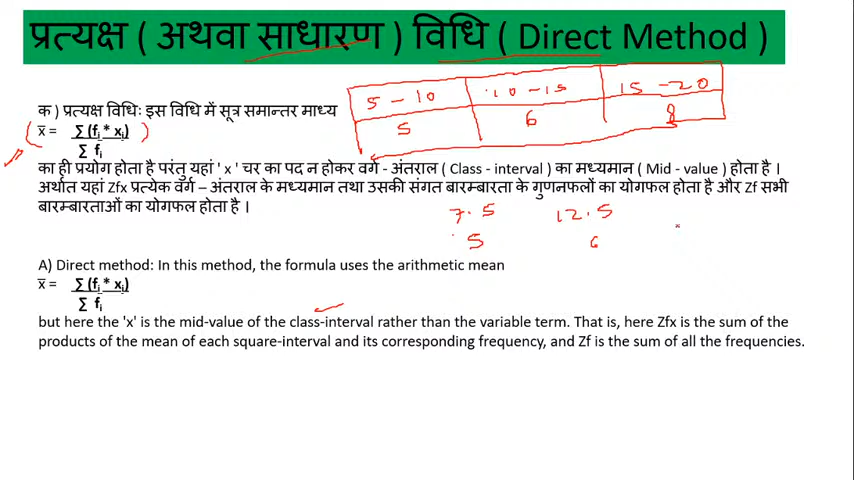 प्रत्यक्ष ( अथवा साधारण ) विधि ( Direct Method )
5 - 10 10 - 15 15 - 20
5 6 8
क ) प्रत्यक्ष विधिः इस विधि में सूत्र समान्तर माध्य
x̅ = ∑ (fᵢ * xᵢ)
∑ fᵢ
का ही प्रयोग होता है परंतु यहां ' x ' चर का पद न होकर वर्ग - अंतराल ( Class - interval ) का मध्यमान ( Mid - value ) होता है ।
अर्थात यहां Zfx प्रत्येक वर्ग – अंतराल के मध्यमान तथा उसकी संगत बारम्बारता के गुणनफलों का योगफल होता है और Zf सभी
बारम्बारताओं का योगफल होता है ।
7.5 12.5
5 6
A) Direct method: In this method, the formula uses the arithmetic mean
x̅ = ∑ (fᵢ * xᵢ)
∑ fᵢ
but here the 'x' is the mid-value of the class-interval rather than the variable term. That is, here Zfx is the sum of the
products of the mean of each square-interval and its corresponding frequency, and Zf is the sum of all the frequencies.